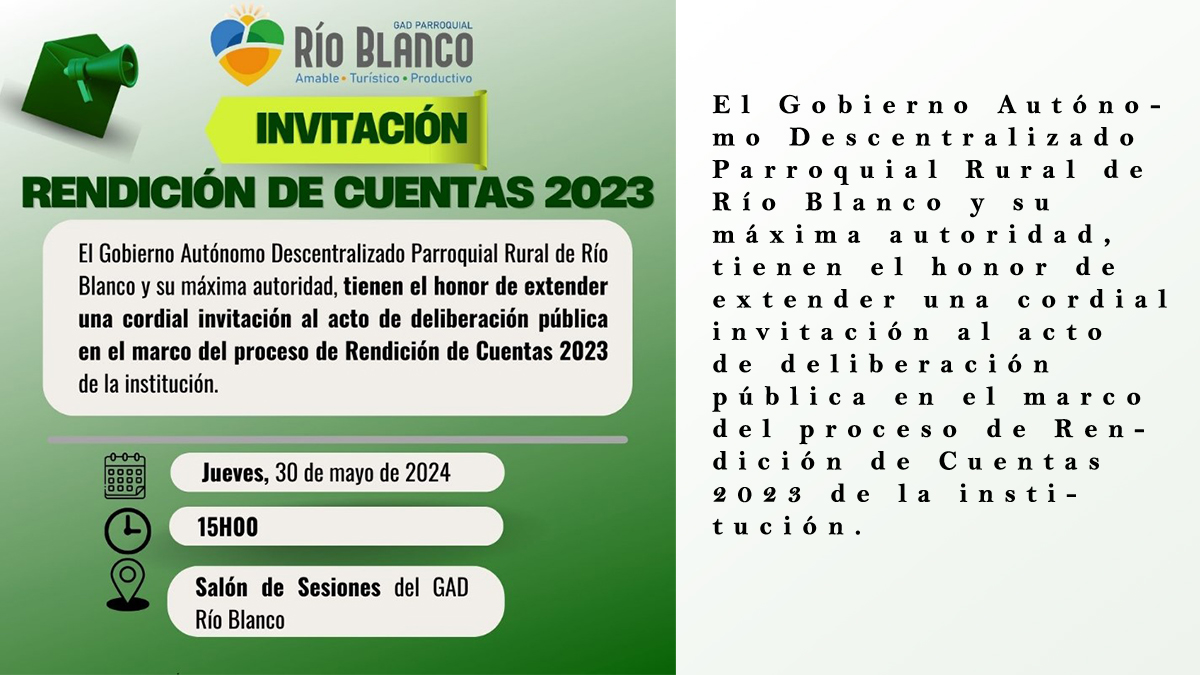 GAD PARROQUIAL
RÍO BLANCO
Amable • Turístico • Productivo
INVITACIÓN
RENDICIÓN DE CUENTAS 2023
El Gobierno Autónomo Descentralizado Parroquial Rural de Río
Blanco y su máxima autoridad, tienen el honor de extender
una cordial invitación al acto de deliberación pública
en el marco del proceso de Rendición de Cuentas 2023
de la institución.
Jueves, 30 de mayo de 2024
15H00
Salón de Sesiones del GAD
Río Blanco
El Gobierno Autóno-
mo Descentralizado
Parroquial Rural de
Río Blanco y su
máxima autoridad,
tienen el honor de
extender una cordial
invitación al acto
de deliberación
pública en el marco
del proceso de Ren-
dición de Cuentas
2023 de la insti-
tución.